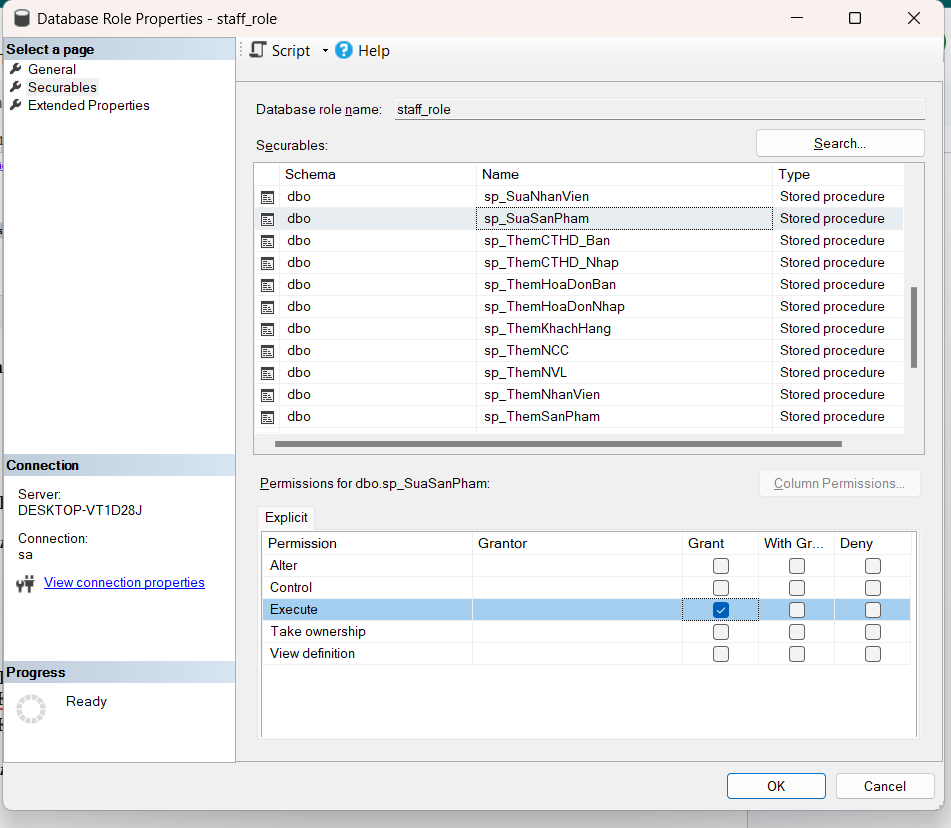 Database Role Properties - staff_role
Select a page
General
Securables
Extended Properties
Script
Help
Database role name: staff_role
Securables:
Search...
Schema Name Type
dbo sp_SuaNhanVien Stored procedure
dbo sp_SuaSanPham Stored procedure
dbo sp_ThemCTHD_Ban Stored procedure
dbo sp_ThemCTHD_Nhap Stored procedure
dbo sp_ThemHoaDonBan Stored procedure
dbo sp_ThemHoaDonNhap Stored procedure
dbo sp_ThemKhachHang Stored procedure
dbo sp_ThemNCC Stored procedure
dbo sp_ThemNVL Stored procedure
dbo sp_ThemNhanVien Stored procedure
dbo sp_ThemSanPham Stored procedure
Connection
Server:
DESKTOP-VT1D28J
Connection:
sa
View connection properties
Permissions for dbo.sp_SuaSanPham:
Column Permissions...
Explicit
Permission Grantor Grant With Gr... Deny
Alter
Control
Execute
Take ownership
View definition
Progress
Ready
OK
Cancel